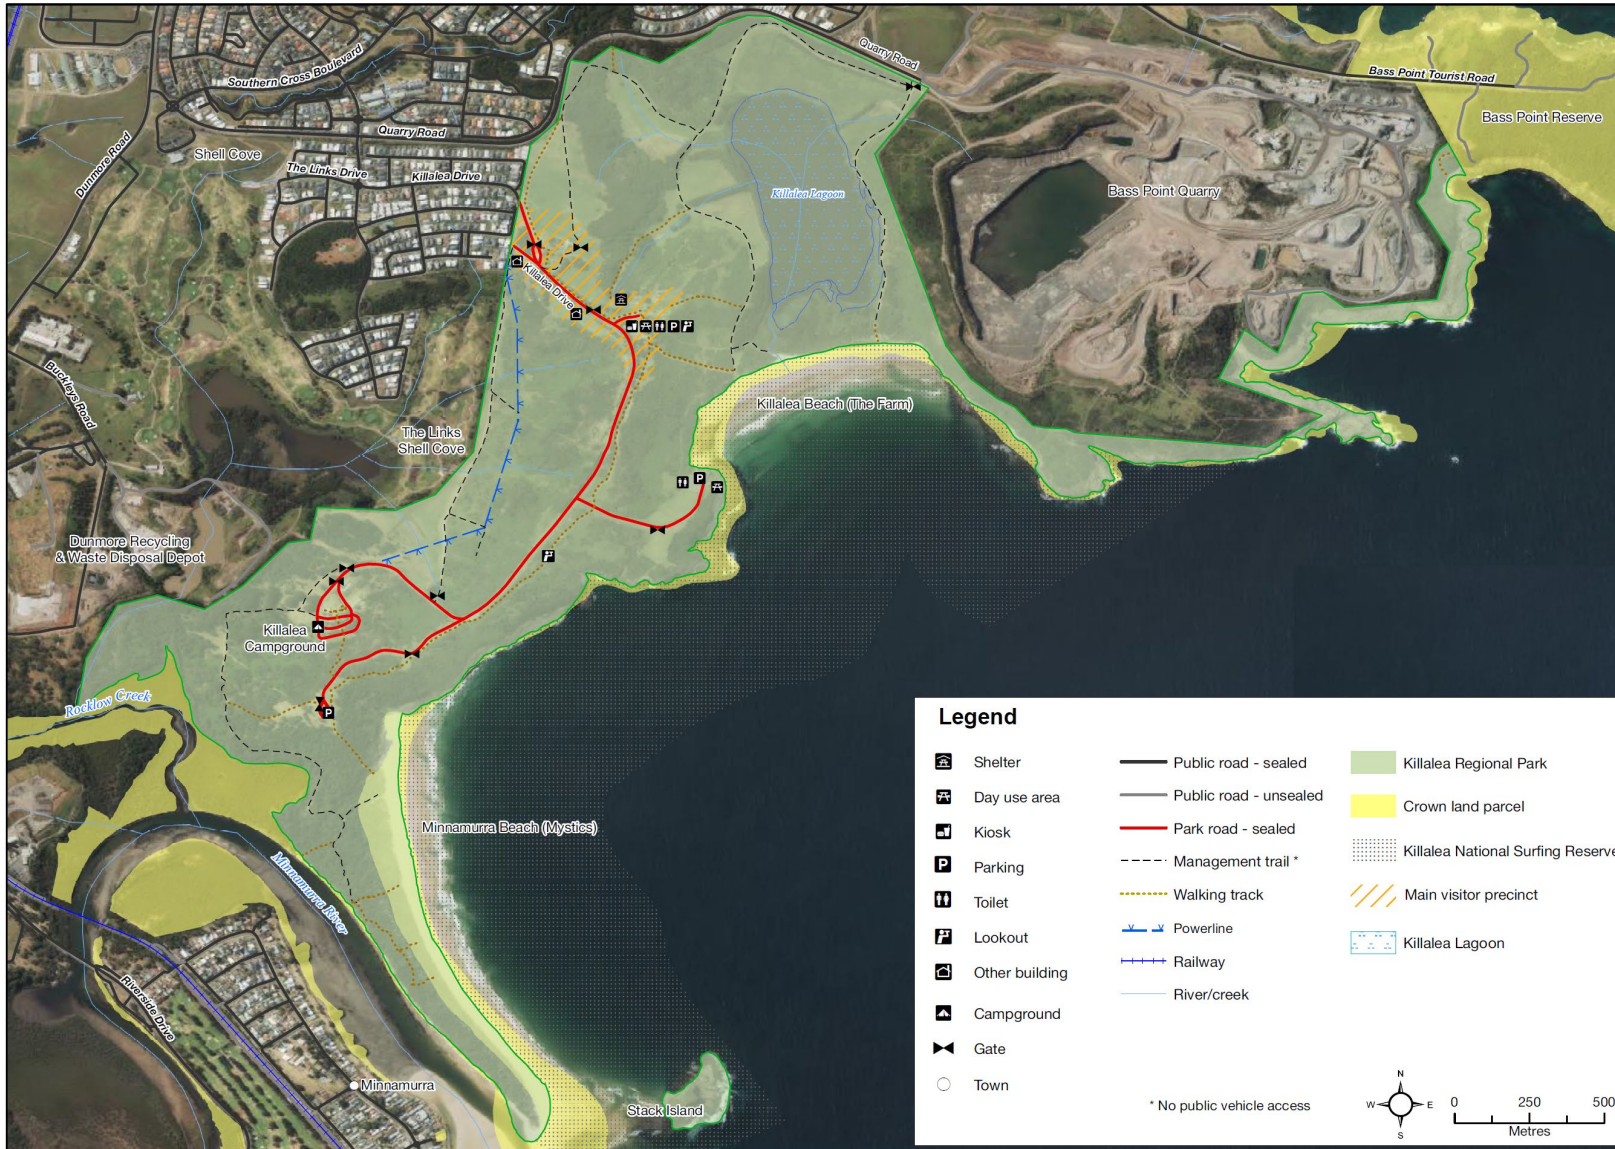 Southern Cross Boulevard
Quarry Road
Bass Point Tourist Road
Bass Point Reserve
Dunmore Road
Shell Cove
Quarry Road
The Links Drive
Killalea Drive
Killalea Lagoon
Bass Point Quarry
Killalea Drive
P
Buckleys Road
Killalea Beach (The Farm)
The Links
Shell Cove
P
Dunmore Recycling
& Waste Disposal Depot
Killalea
Campground
Rocklow Creek
P
Minnamurra Beach (Mystics)
Minnamurra River
Riverside Drive
Minnamurra
Stack Island
Legend
Shelter
Day use area
Kiosk
P Parking
Toilet
Lookout
Other building
Campground
Gate
Town
Public road - sealed
Public road - unsealed
Park road - sealed
Management trail *
Walking track
Powerline
Railway
River/creek
Killalea Regional Park
Crown land parcel
Killalea National Surfing Reserve
Main visitor precinct
Killalea Lagoon
* No public vehicle access
N
W E
S
0 250 500
Metres